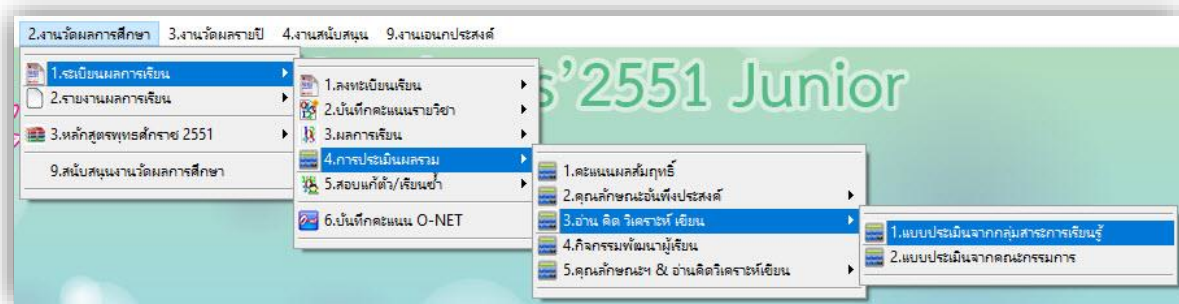 2.งานวัดผลการศึกษา 3.งานวัดผลรายปี 4.งานสนับสนุน 9.งานเอนกประสงค์
s'2551 Junior
1.ระเบียนผลการเรียน
2.รายงานผลการเรียน
3.หลักสูตรพุทธศักราช 2551
9.สนับสนุนงานวัดผลการศึกษา
1.ลงทะเบียนเรียน
2.บันทึกคะแนนรายวิชา
3.ผลการเรียน
4.การประเมินผลรวม
5.สอบแก้ตัว/เรียนซ้ำ
6.บันทึกคะแนน O-NET
1.คะแนนผลสัมฤทธิ์
2.คุณลักษณะอันพึงประสงค์
3.อ่าน คิด วิเคราะห์ เขียน
4.กิจกรรมพัฒนาผู้เรียน
5.คุณลักษณะฯ & อ่านคิดวิเคราะห์เขียน
1.แบบประเมินจากกลุ่มสาระการเรียนรู้
2.แบบประเมินจากคณะกรรมการ